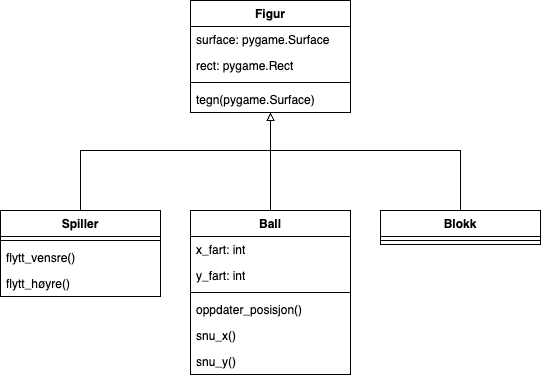 Figur
surface: pygame.Surface
rect: pygame.Rect
tegn(pygame.Surface)
Spiller
flytt_vensre()
flytt_høyre()
Ball
x_fart: int
y_fart: int
oppdater_posisjon()
snu_x()
snu_y()
Blokk